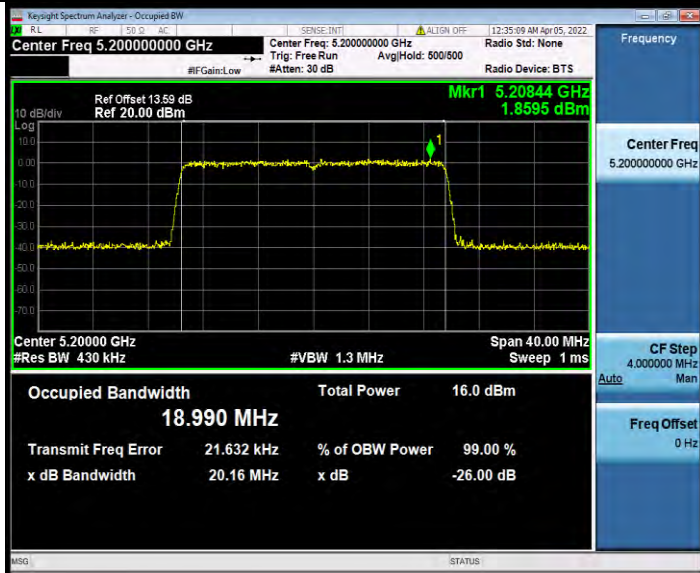 Keysight Spectrum Analyzer - Occupied BW
RL RF 50 Ω AC SENSE:INT ALIGN OFF 12:35:09 AM Apr 05, 2022
Center Freq 5.200000000 GHz
Center Freq: 5.200000000 GHz Radio Std: None
Trig: Free Run Avg|Hold: 500/500
#IFGain:Low #Atten: 30 dB Radio Device: BTS
Frequency
Mkr1 5.20844 GHz
1.8595 dBm
Ref Offset 13.59 dB
10 dB/div Ref 20.00 dBm
Log
1
10.0
0.00
-10.0
-20.0
-30.0
-40.0
-50.0
-60.0
-70.0
Center 5.20000 GHz Span 40.00 MHz
#Res BW 430 kHz #VBW 1.3 MHz Sweep 1 ms
Center Freq
5.200000000 GHz
CF Step
4.000000 MHz
Auto Man
Freq Offset
0 Hz
Occupied Bandwidth Total Power 16.0 dBm
18.990 MHz
Transmit Freq Error 21.632 kHz % of OBW Power 99.00 %
x dB Bandwidth 20.16 MHz x dB -26.00 dB
MSG STATUS